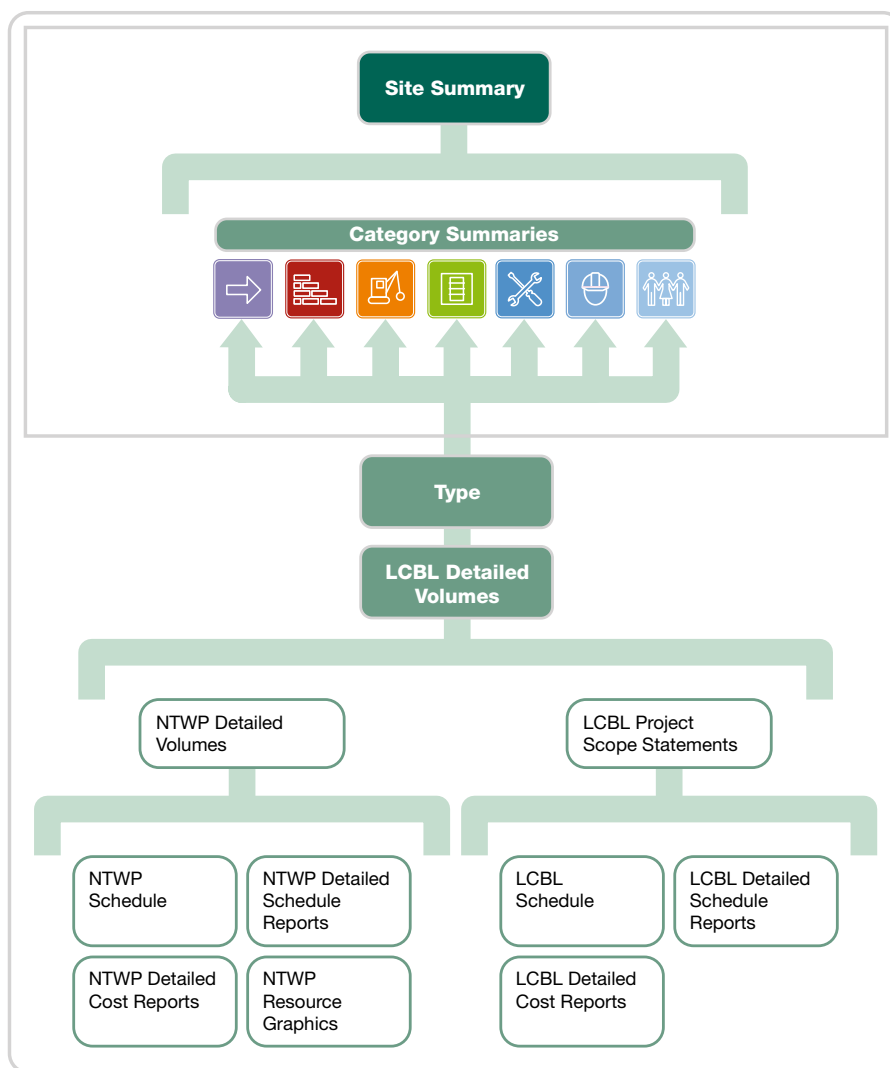 Site Summary
Category Summaries
Type
LCBL Detailed
Volumes
NTWP Detailed
Volumes
LCBL Project
Scope Statements
NTWP
Schedule
NTWP Detailed
Schedule
Reports
LCBL
Schedule
LCBL Detailed
Schedule
Reports
NTWP Detailed
Cost Reports
NTWP
Resource
Graphics
LCBL Detailed
Cost Reports